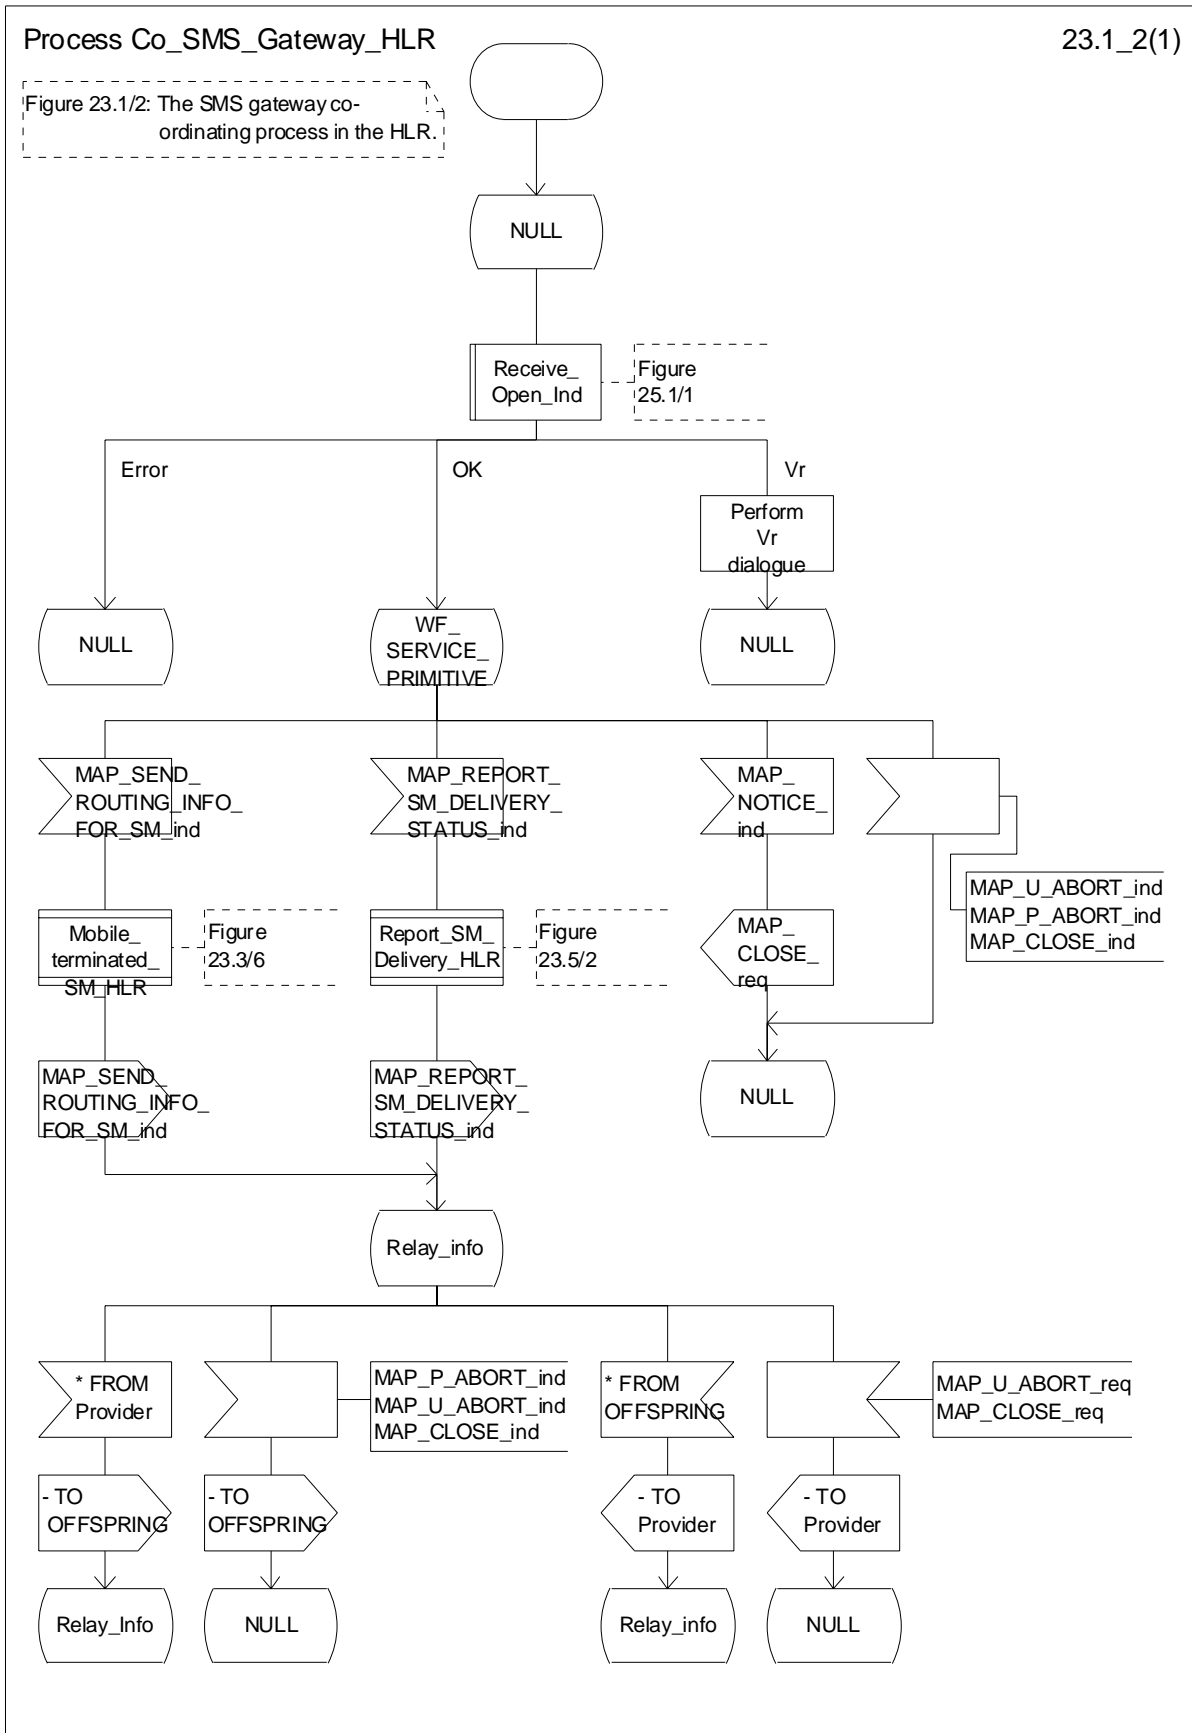 Process Co_SMS_Gateway_HLR
23.1_2(1)
Figure 23.1/2: The SMS gateway co-
ordinating process in the HLR.
NULL
Receive_
Open_Ind
Figure
25.1/1
Error
OK
Vr
Perform
Vr
dialogue
NULL
WF_
SERVICE_
PRIMITIVE
NULL
MAP_SEND_
ROUTING_INFO_
FOR_SM_ind
MAP_REPORT_
SM_DELIVERY_
STATUS_ind
MAP_
NOTICE_
ind
MAP_U_ABORT_ind
MAP_P_ABORT_ind
MAP_CLOSE_ind
Mobile_
terminated_
SM_HLR
Figure
23.3/6
Report_SM_
Delivery_HLR
Figure
23.5/2
MAP_
CLOSE_
req
MAP_SEND_
ROUTING_INFO_
FOR_SM_ind
MAP_REPORT_
SM_DELIVERY_
STATUS_ind
NULL
Relay_info
* FROM
Provider
MAP_P_ABORT_ind
MAP_U_ABORT_ind
MAP_CLOSE_ind
* FROM
OFFSPRING
MAP_U_ABORT_req
MAP_CLOSE_req
- TO
OFFSPRING
- TO
OFFSPRING
- TO
Provider
- TO
Provider
Relay_Info
NULL
Relay_info
NULL